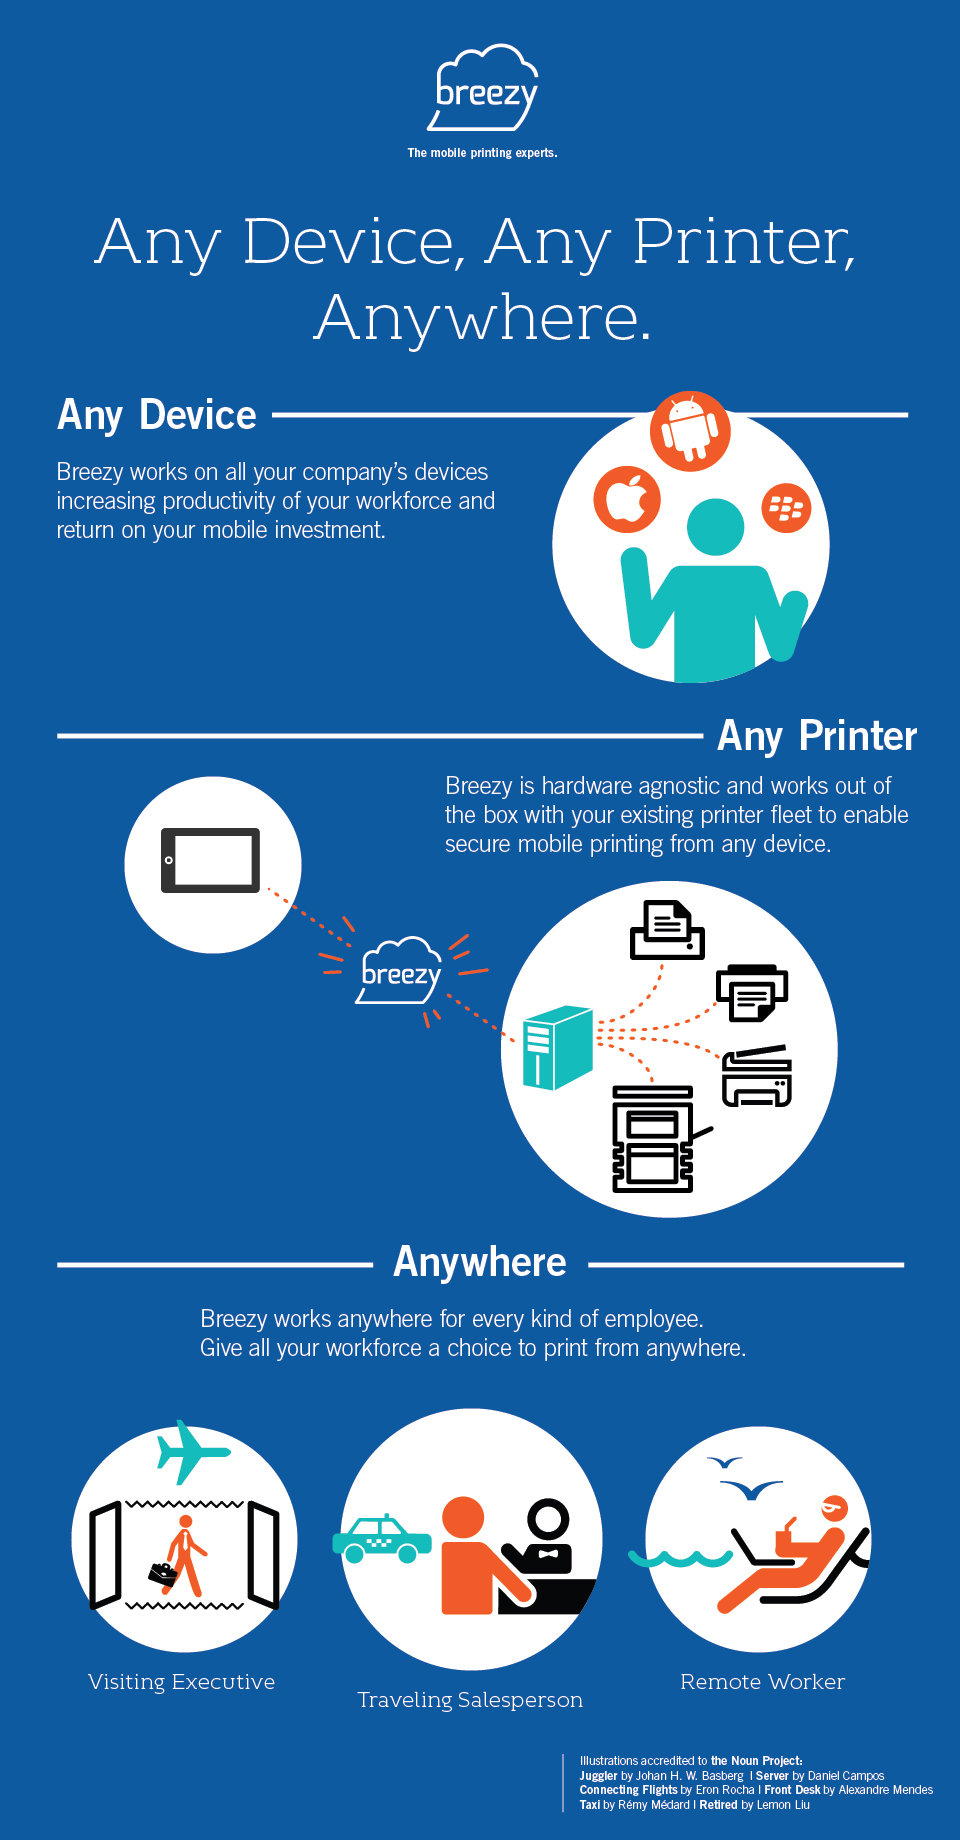 breezy
The mobile printing experts.
Any Device, Any Printer,
Anywhere.
Any Device
Breezy works on all your company's devices
increasing productivity of your workforce and
return on your mobile investment.
Any Printer
Breezy is hardware agnostic and works out of
the box with your existing printer fleet to enable
secure mobile printing from any device.
breezy
Anywhere
Breezy works anywhere for every kind of employee.
Give all your workforce a choice to print from anywhere.
Visiting Executive
Traveling Salesperson
Remote Worker
Illustrations accredited to the Noun Project:
Juggler by Johan H. W. Basberg | Server by Daniel Campos
Connecting Flights by Eron Rocha | Front Desk by Alexandre Mendes
Taxi by Rémy Médard | Retired by Lemon Liu